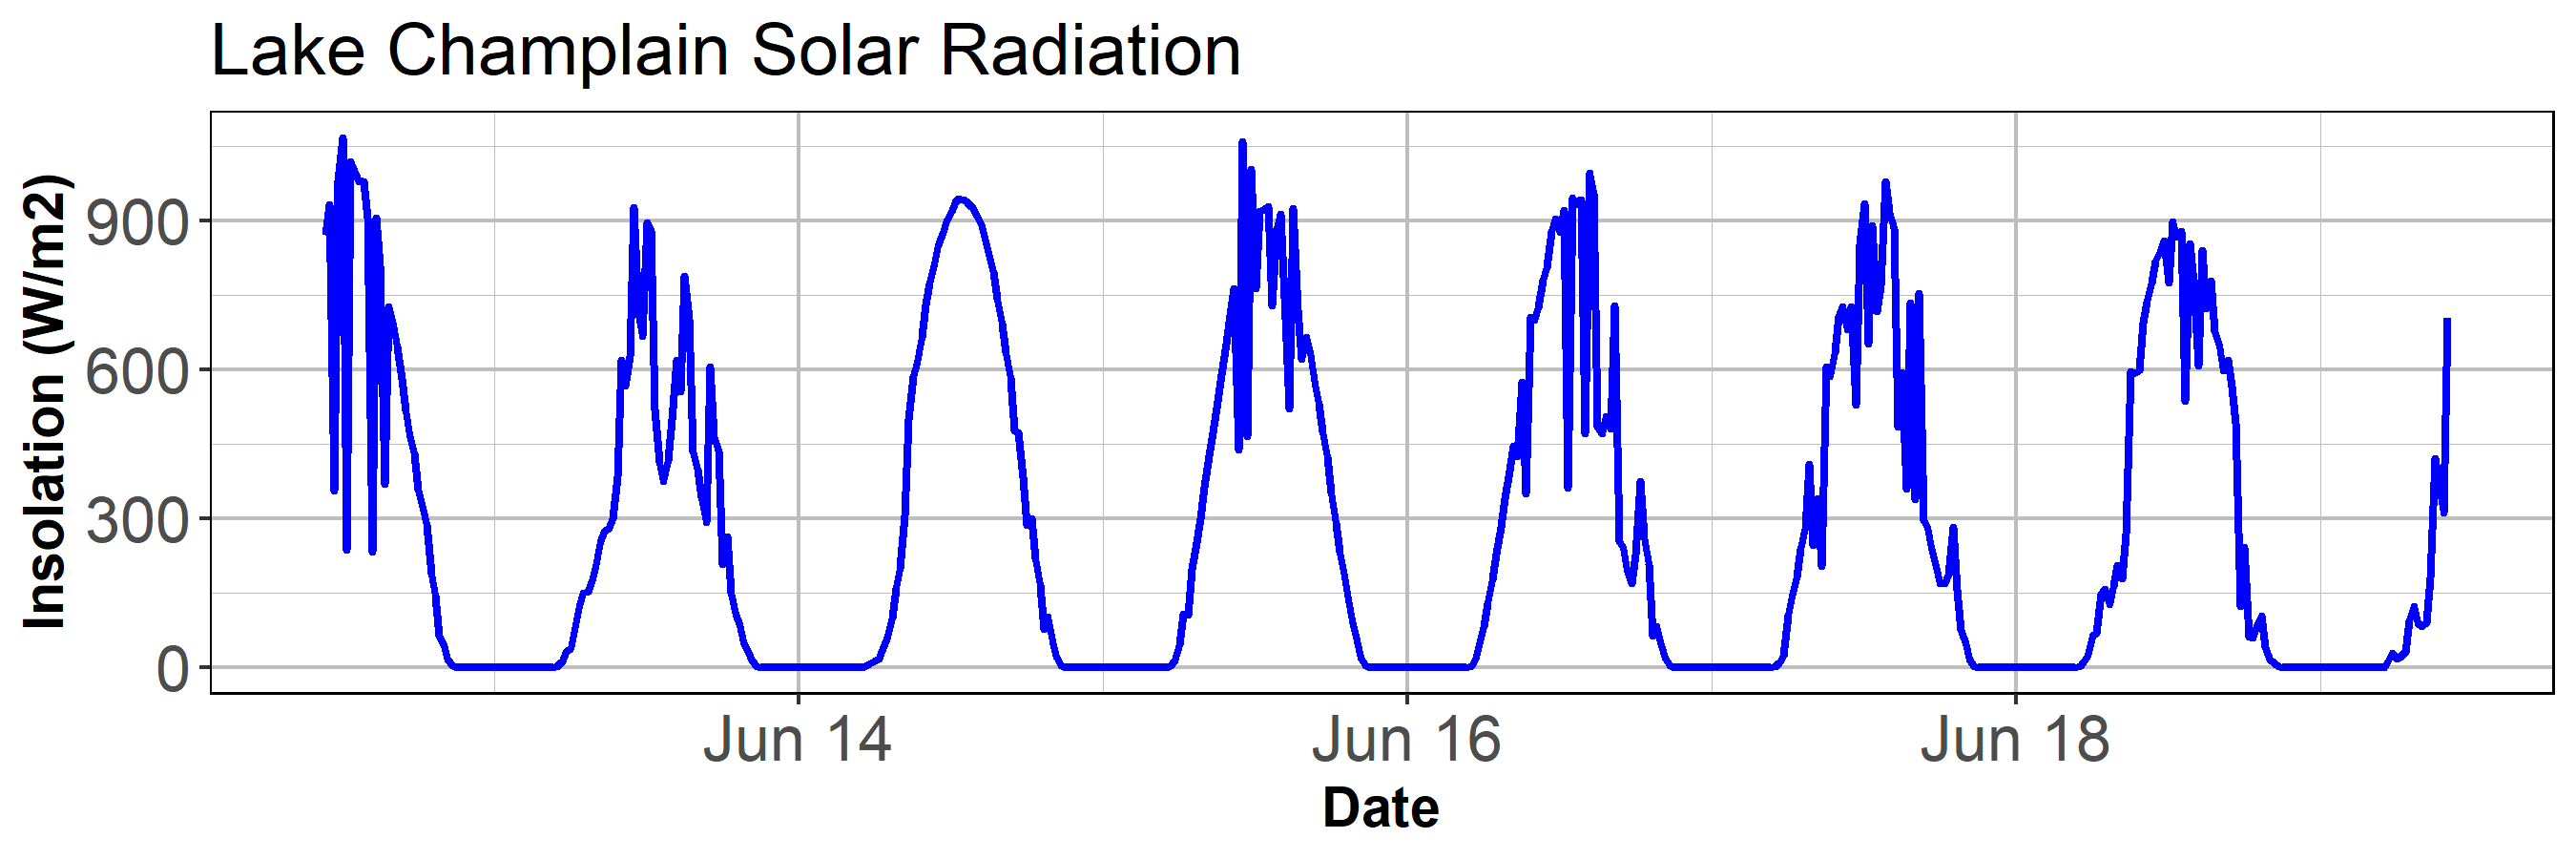 Lake Champlain Solar Radiation
Insolation (W/m2)
900
600
300
0
Jun 14 Jun 16 Jun 18
Date